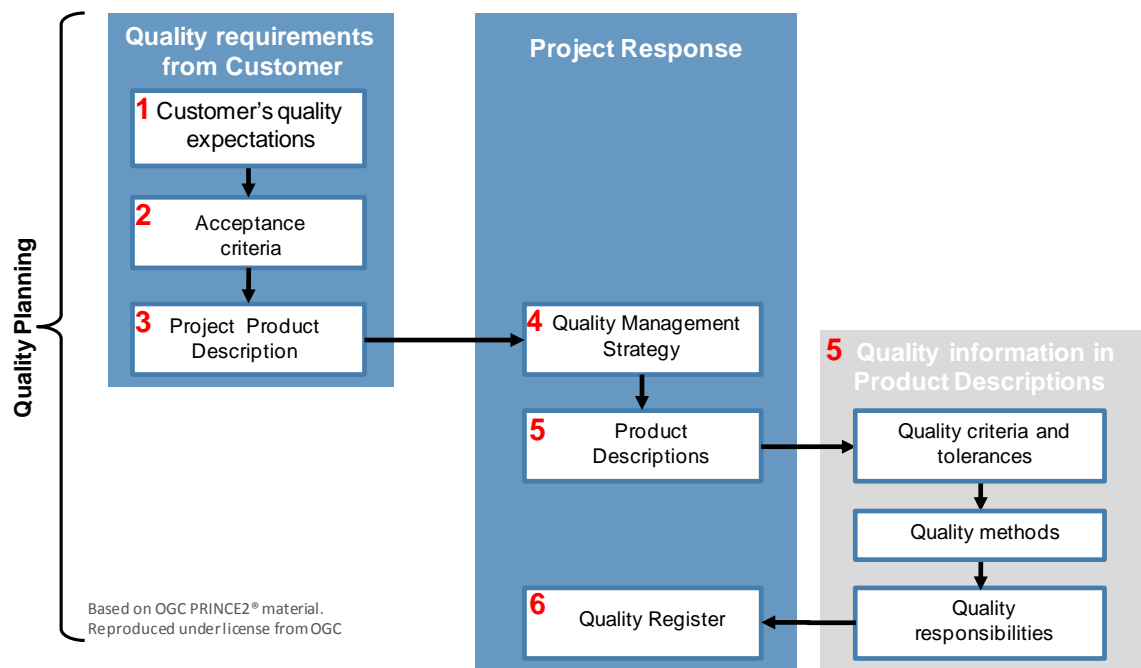 Quality Planning
Quality requirements
from Customer
1 Customer's quality
expectations
2 Acceptance
criteria
3 Project Product
Description
Project Response
4 Quality Management
Strategy
5 Product
Descriptions
6 Quality Register
5 Quality information in
Product Descriptions
Quality criteria and
tolerances
Quality methods
Quality
responsibilities
Based on OGC PRINCE2® material.
Reproduced under license from OGC